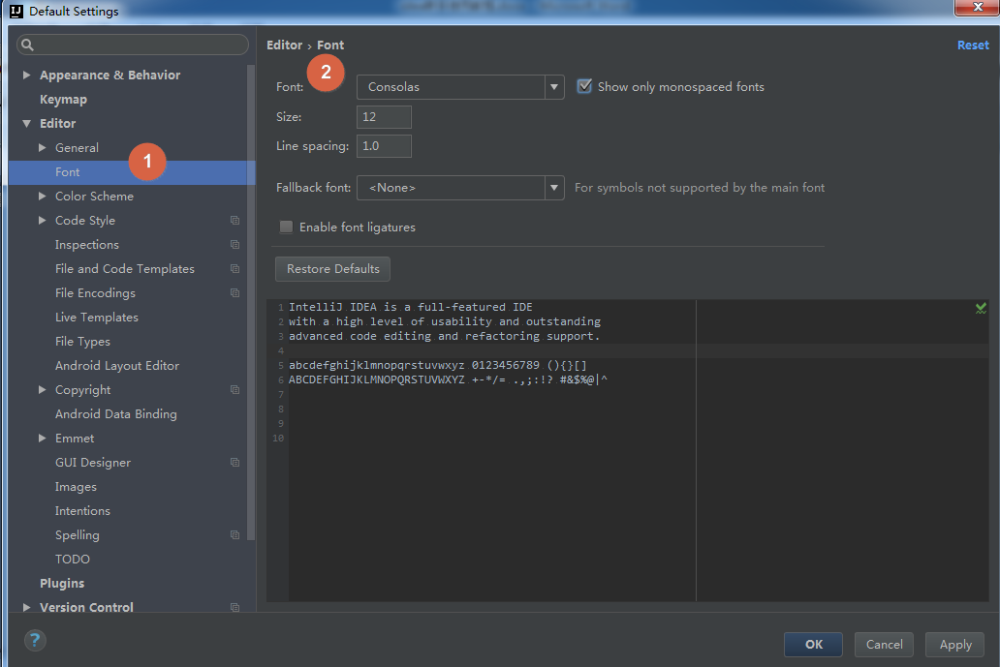 Default Settings
Editor › Font
Reset
Appearance & Behavior
Keymap
Editor
General
Font
Color Scheme
Code Style
Inspections
File and Code Templates
File Encodings
Live Templates
File Types
Android Layout Editor
Copyright
Android Data Binding
Emmet
GUI Designer
Images
Intentions
Spelling
TODO
Plugins
Version Control
1
2
Font: Consolas Show only monospaced fonts
Size: 12
Line spacing: 1.0
Fallback font: <None> For symbols not supported by the main font
Enable font ligatures
Restore Defaults
1 IntelliJ IDEA is a full-featured IDE
2 with a high level of usability and outstanding
3 advanced code editing and refactoring support.
4
5 abcdefghijklmnopqrstuvwxyz 0123456789 (){}[]
6 ABCDEFGHIJKLMNOPQRSTUVWXYZ +-*/= .,;:!? #&$%@|^
7
8
9
10
? OK Cancel Apply